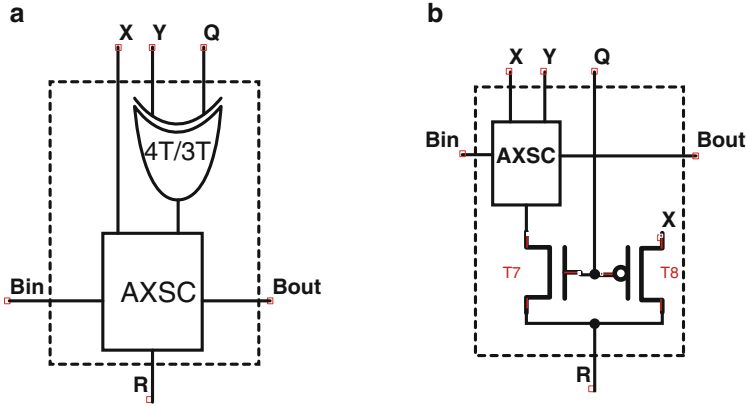 a
X Y Q
4T/3T
Bin
AXSC
Bout
R
b
X Y Q
Bin
AXSC
Bout
X
T7
T8
R